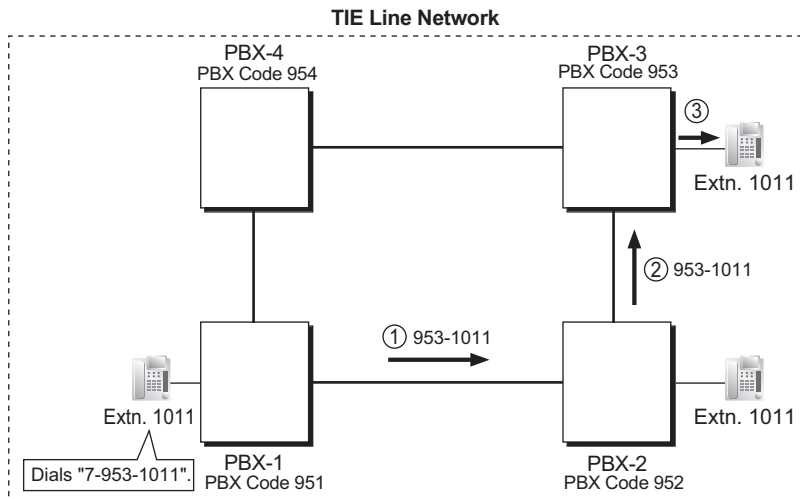 TIE Line Network
PBX-4
PBX Code 954
PBX-3
PBX Code 953
③
Extn. 1011
② 953-1011
① 953-1011
Extn. 1011
Extn. 1011
Dials "7-953-1011".
PBX-1
PBX Code 951
PBX-2
PBX Code 952